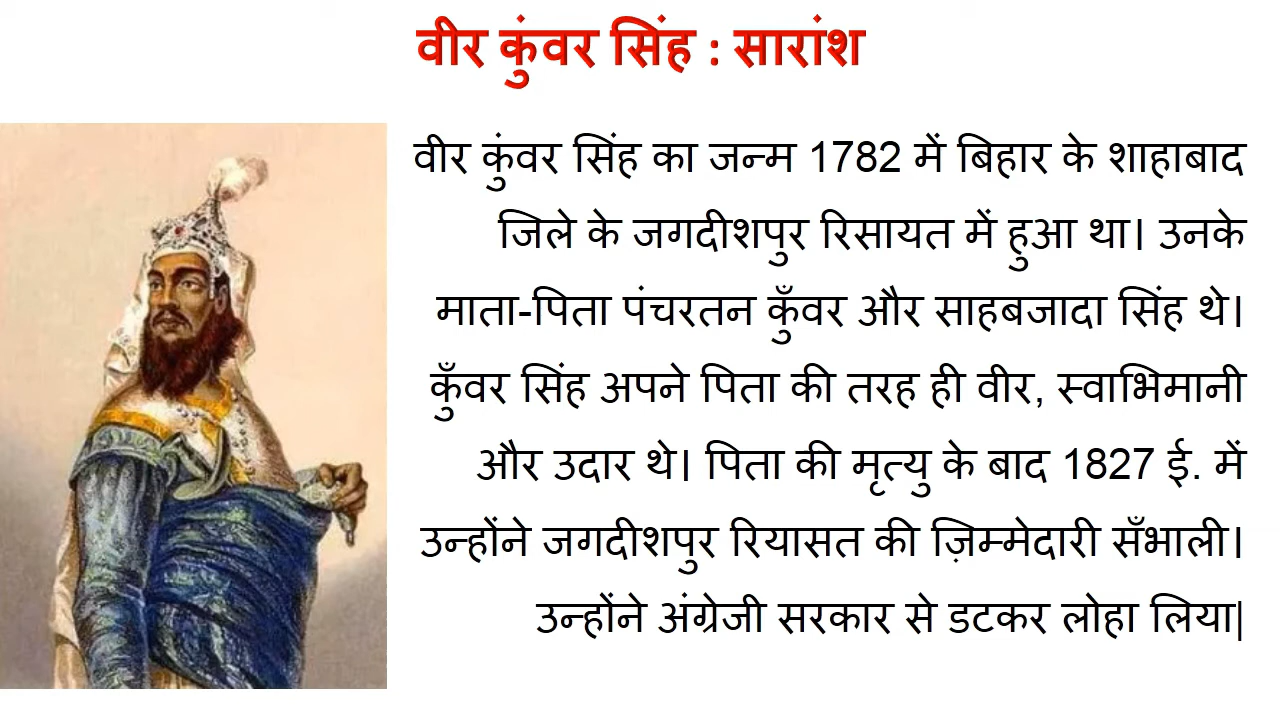 वीर कुंवर सिंह : सारांश
वीर कुंवर सिंह का जन्म 1782 में बिहार के शाहाबाद
जिले के जगदीशपुर रिसायत में हुआ था। उनके
माता-पिता पंचरतन कुँवर और साहबजादा सिंह थे।
कुँवर सिंह अपने पिता की तरह ही वीर, स्वाभिमानी
और उदार थे। पिता की मृत्यु के बाद 1827 ई. में
उन्होंने जगदीशपुर रियासत की ज़िम्मेदारी सँभाली।
उन्होंने अंग्रेजी सरकार से डटकर लोहा लिया|